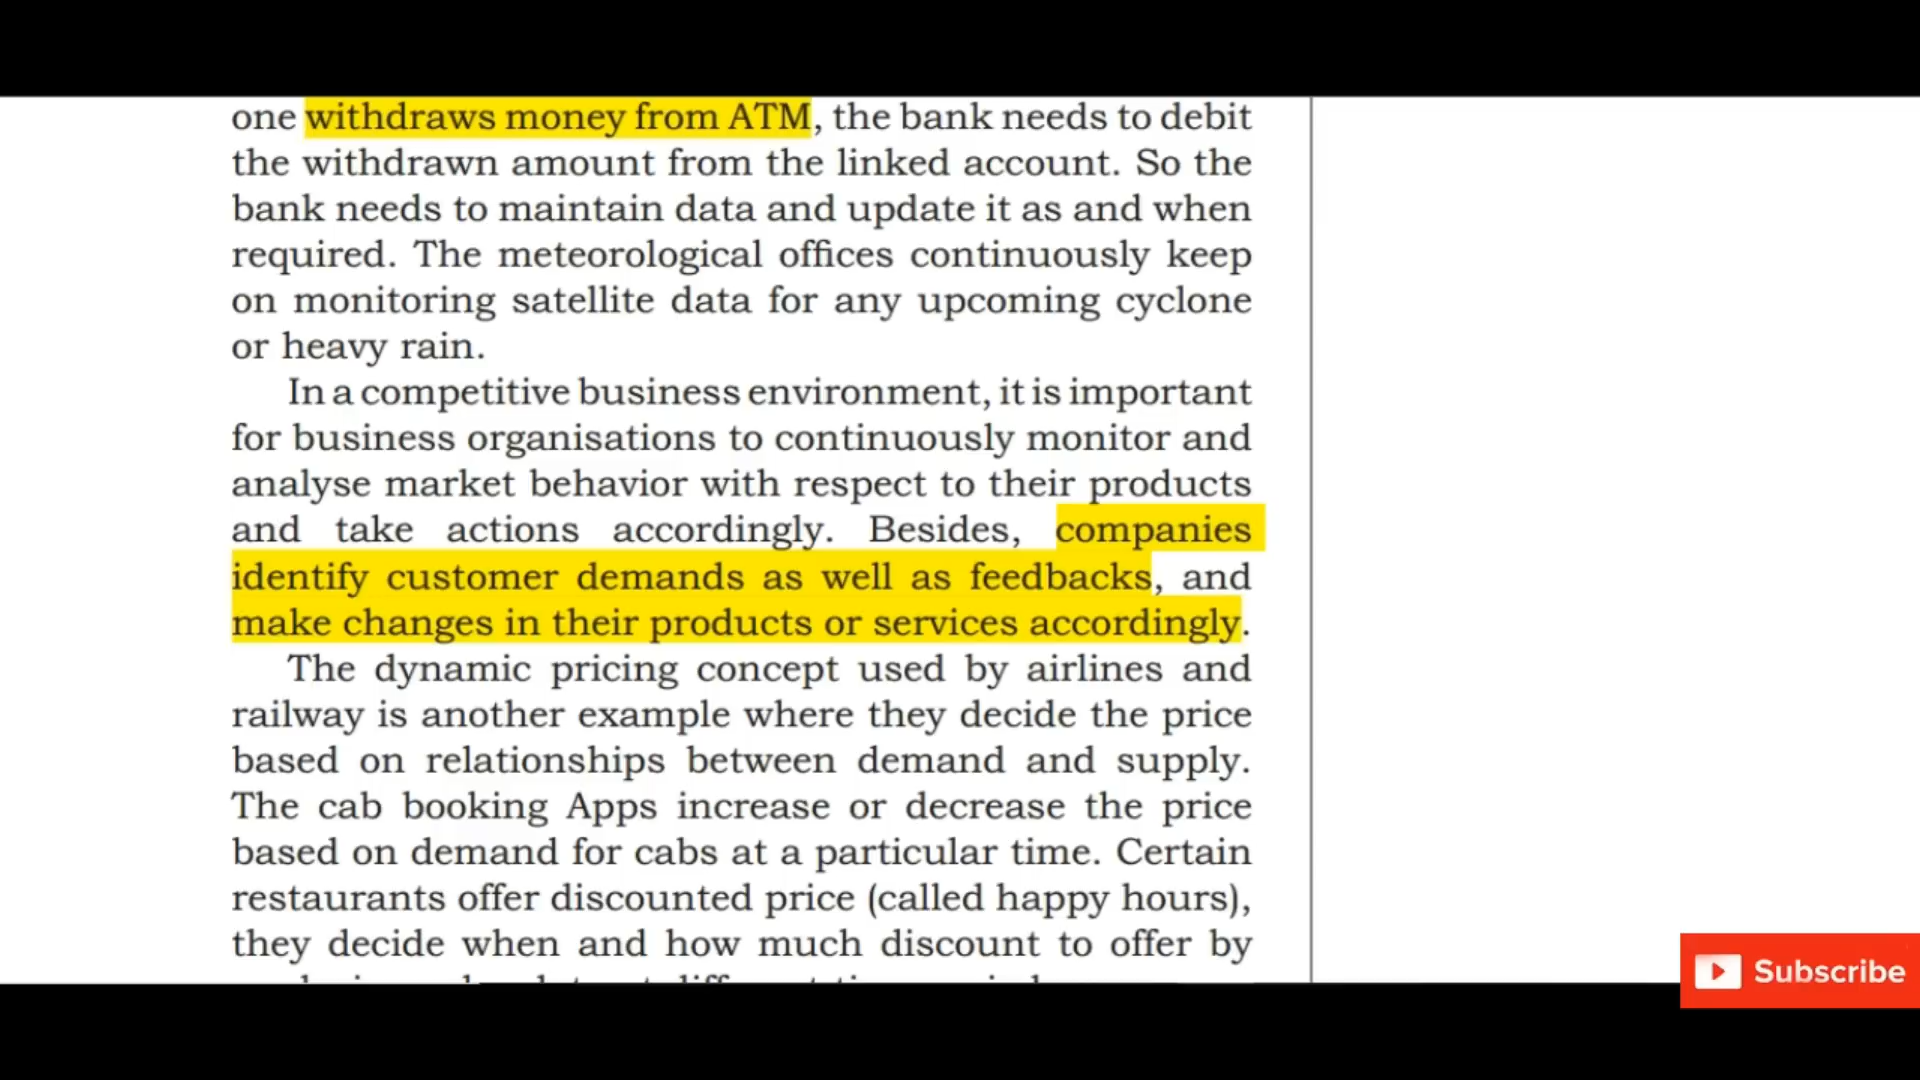 one withdraws money from ATM, the bank needs to debit
the withdrawn amount from the linked account. So the
bank needs to maintain data and update it as and when
required. The meteorological offices continuously keep
on monitoring satellite data for any upcoming cyclone
or heavy rain.
In a competitive business environment, it is important
for business organisations to continuously monitor and
analyse market behavior with respect to their products
and take actions accordingly. Besides, companies
identify customer demands as well as feedbacks, and
make changes in their products or services accordingly.
The dynamic pricing concept used by airlines and
railway is another example where they decide the price
based on relationships between demand and supply.
The cab booking Apps increase or decrease the price
based on demand for cabs at a particular time. Certain
restaurants offer discounted price (called happy hours),
they decide when and how much discount to offer by
Subscribe